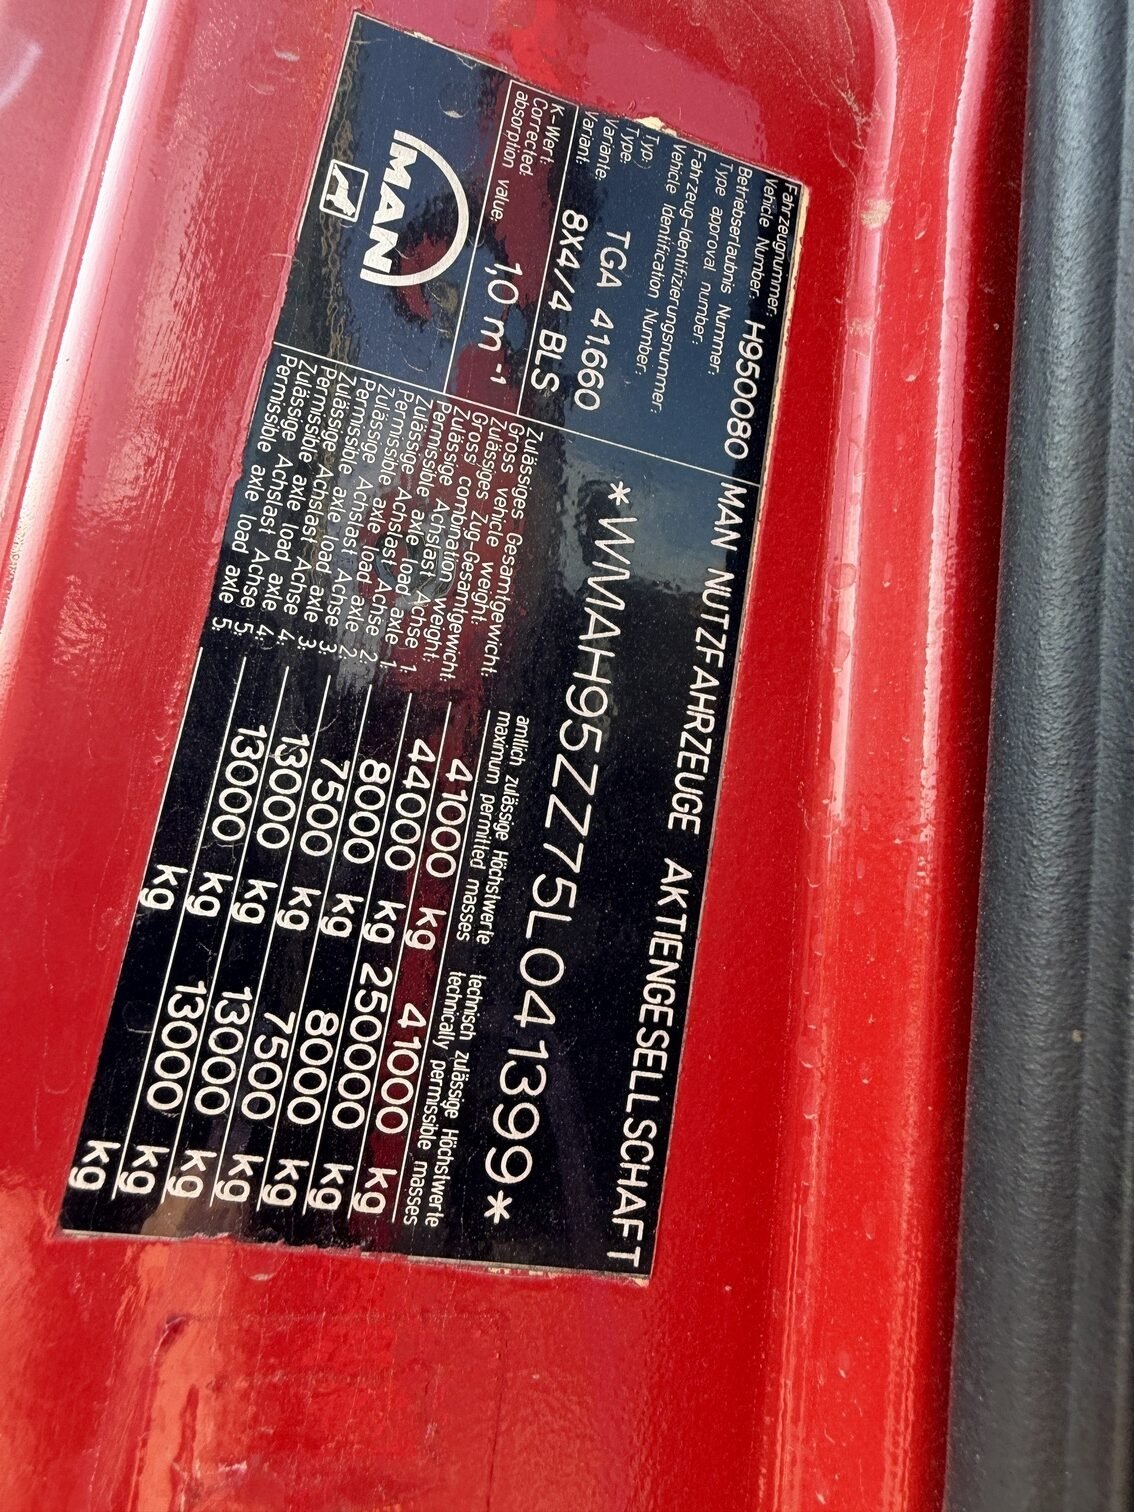 Fahrzeugnummer:
Vehicle Number: H950080
MAN NUTZFAHRZEUGE AKTIENGESELLSCHAFT
Betriebserlaubnis Nummer:
Type approval number:
Fahrzeug-Identifizierungsnummer:
Vehicle Identification Number:
*WMAH95ZZ75L041399*
Typ:
Type: TGA 41.660
Variante:
Variant: 8X4/4 BLS
K-Wert:
Corrected
absorption value: 1,0 m⁻¹
MAN
amtlich zulässige Höchstwerte technisch zulässige Höchstwerte
maximum permitted masses technically permissible masses
Zulässiges Gesamtgewicht:
Gross vehicle weight: 41000 kg 41000 kg
Zulässiges Zug-Gesamtgewicht:
Gross combination weight: 44000 kg 250000 kg
Zulässige Achslast Achse 1:
Permissible axle load axle 1: 8000 kg 8000 kg
Zulässige Achslast Achse 2:
Permissible axle load axle 2: 7500 kg 7500 kg
Zulässige Achslast Achse 3:
Permissible axle load axle 3: 13000 kg 13000 kg
Zulässige Achslast Achse 4:
Permissible axle load axle 4: 13000 kg 13000 kg
Zulässige Achslast Achse 5:
Permissible axle load axle 5: kg kg